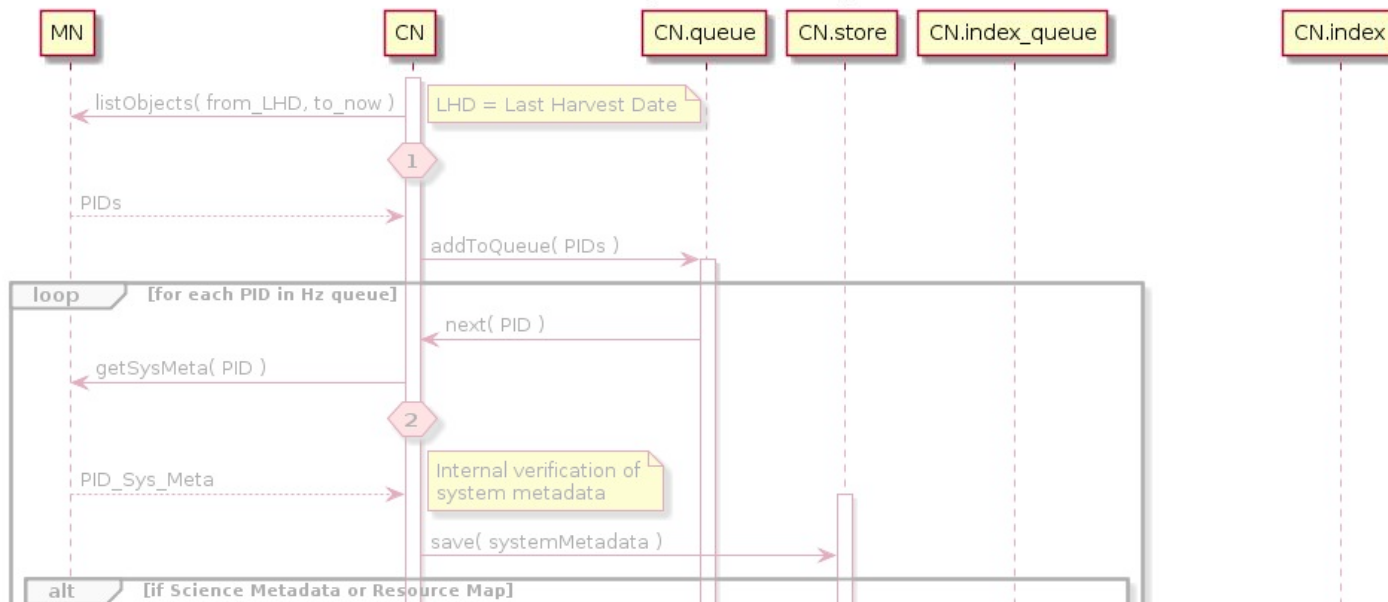 MN
CN
CN.queue
CN.store
CN.index_queue
CN.index
listObjects( from_LHD, to_now )
LHD = Last Harvest Date
1
PIDs
addToQueue( PIDs )
loop
[for each PID in Hz queue]
next( PID )
getSysMeta( PID )
2
PID_Sys_Meta
Internal verification of
system metadata
save( systemMetadata )
alt
[if Science Metadata or Resource Map]